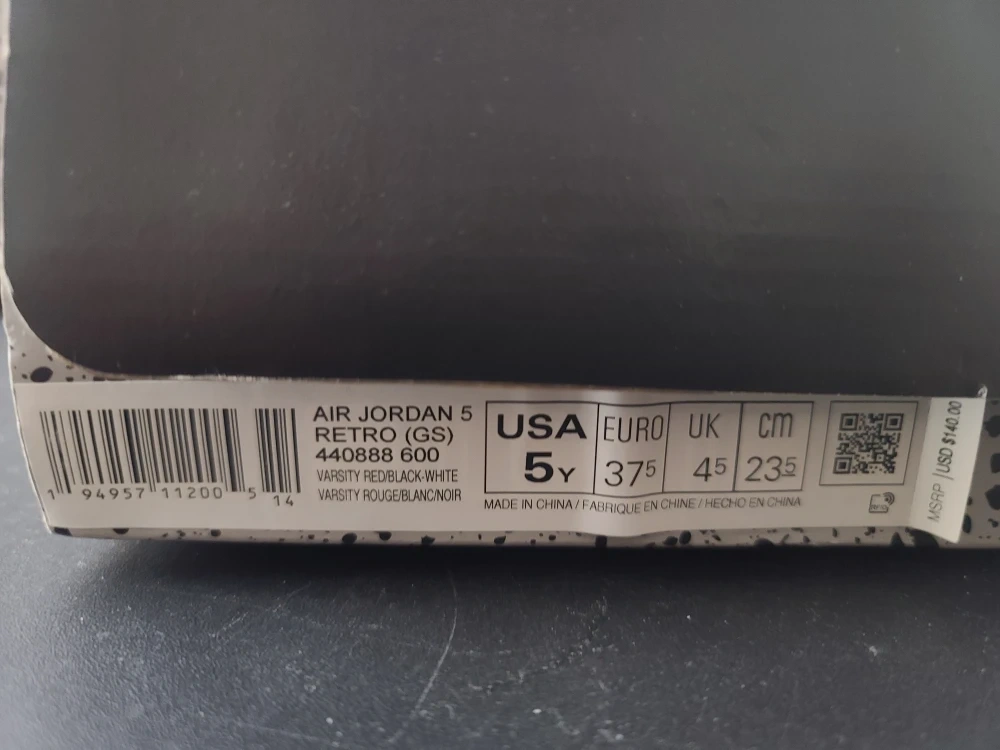 AIR JORDAN 5
RETRO (GS)
440888 600
VARSITY RED/BLACK-WHITE
VARSITY ROUGE/BLANC/NOIR
1 94957 11200 5 14
USA EURO UK cm
5Y 375 45 235
MADE IN CHINA / FABRIQUE EN CHINE / HECHO EN CHINA
MSRP / USD $140.00